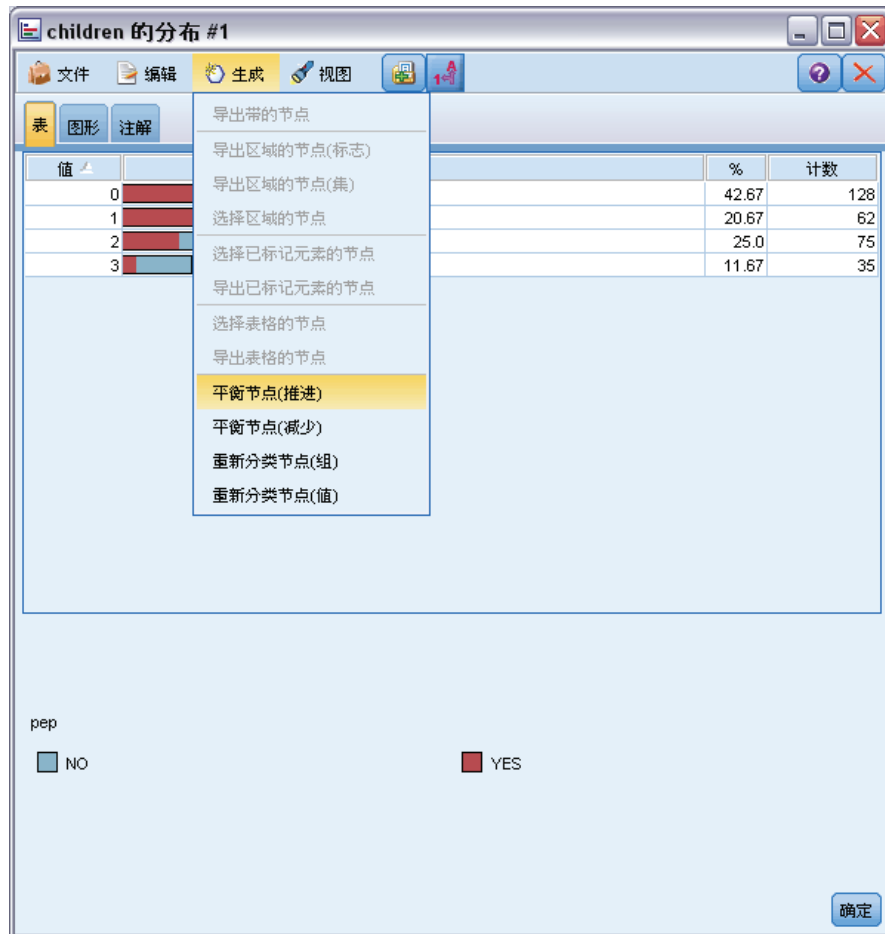 children 的分布 #1
文件 编辑 生成 视图
表 图形 注解
导出带的节点
导出区域的节点(标志)
导出区域的节点(集)
选择区域的节点
选择已标记元素的节点
导出已标记元素的节点
选择表格的节点
导出表格的节点
平衡节点(推进)
平衡节点(减少)
重新分类节点(组)
重新分类节点(值)
值 % 计数
0 42.67 128
1 20.67 62
2 25.0 75
3 11.67 35
pep
NO YES
确定